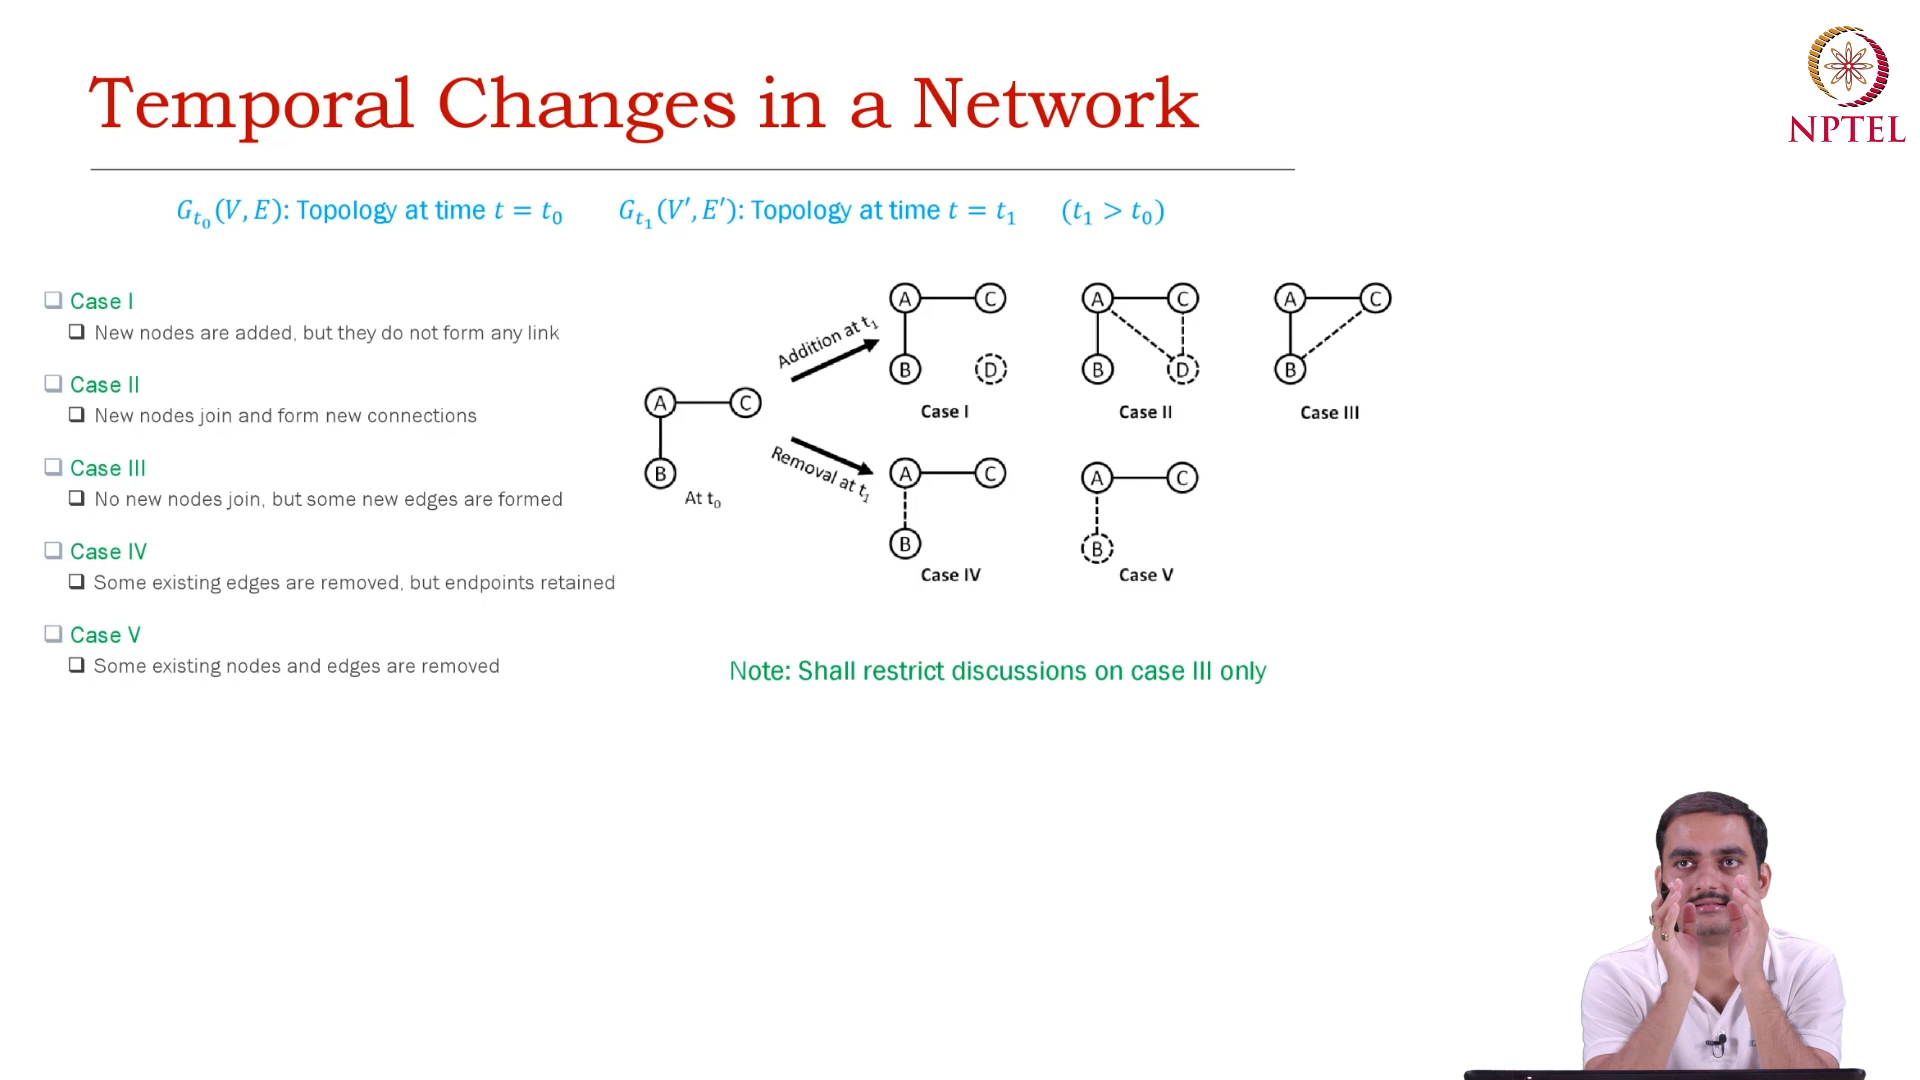 Temporal Changes in a Network
NPTEL
G_{t_0}(V, E): Topology at time t = t_0 G_{t_1}(V′, E′): Topology at time t = t_1 (t_1 > t_0)
Case I
New nodes are added, but they do not form any link
Case II
New nodes join and form new connections
Case III
No new nodes join, but some new edges are formed
Case IV
Some existing edges are removed, but endpoints retained
Case V
Some existing nodes and edges are removed
A C
B
At t_0
Addition at t_1
Removal at t_1
A C
B D
Case I
A C
B D
Case II
A C
B
Case III
A C
B
Case IV
A C
B
Case V
Note: Shall restrict discussions on case III only